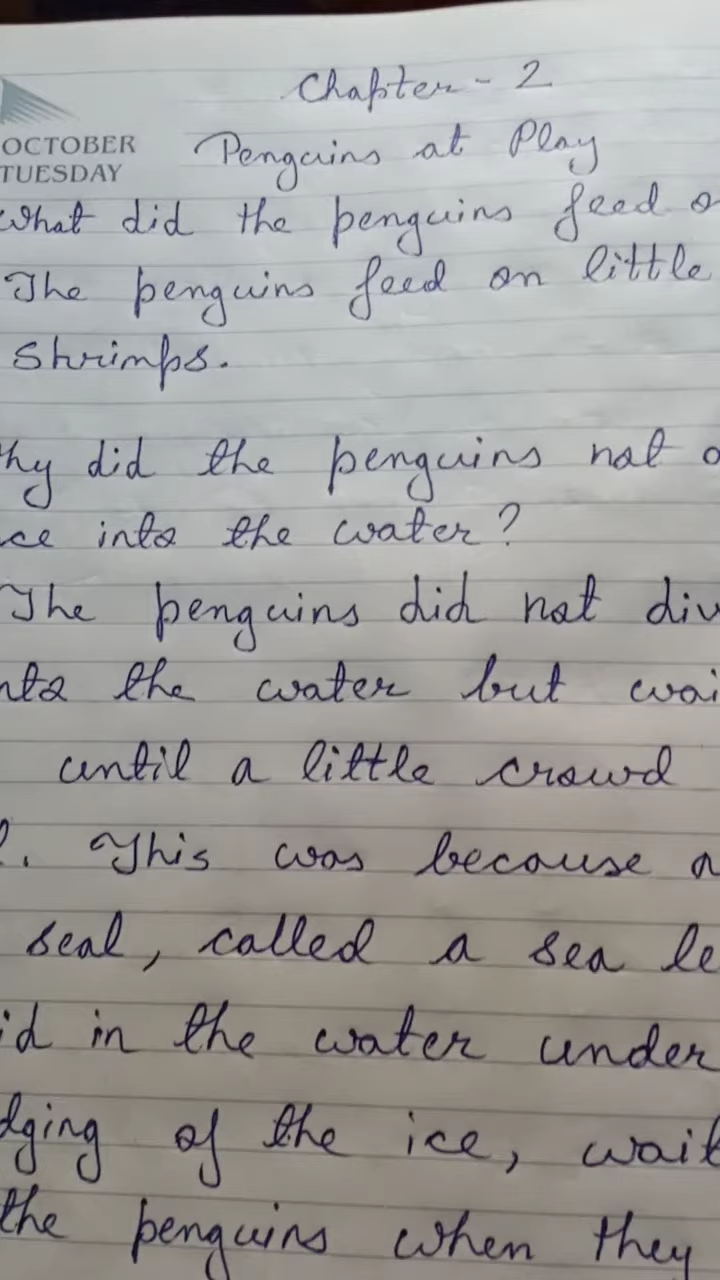 Chapter - 2
OCTOBER
TUESDAY
Penguins at Play
What did the penguins feed
The penguins feed on little
Shrimps.
did the penguins not
into the water?
The penguins did not
the water but
until a little crowd
This was because a
seal, called a sea
in the water under
of the ice,
the penguins when they